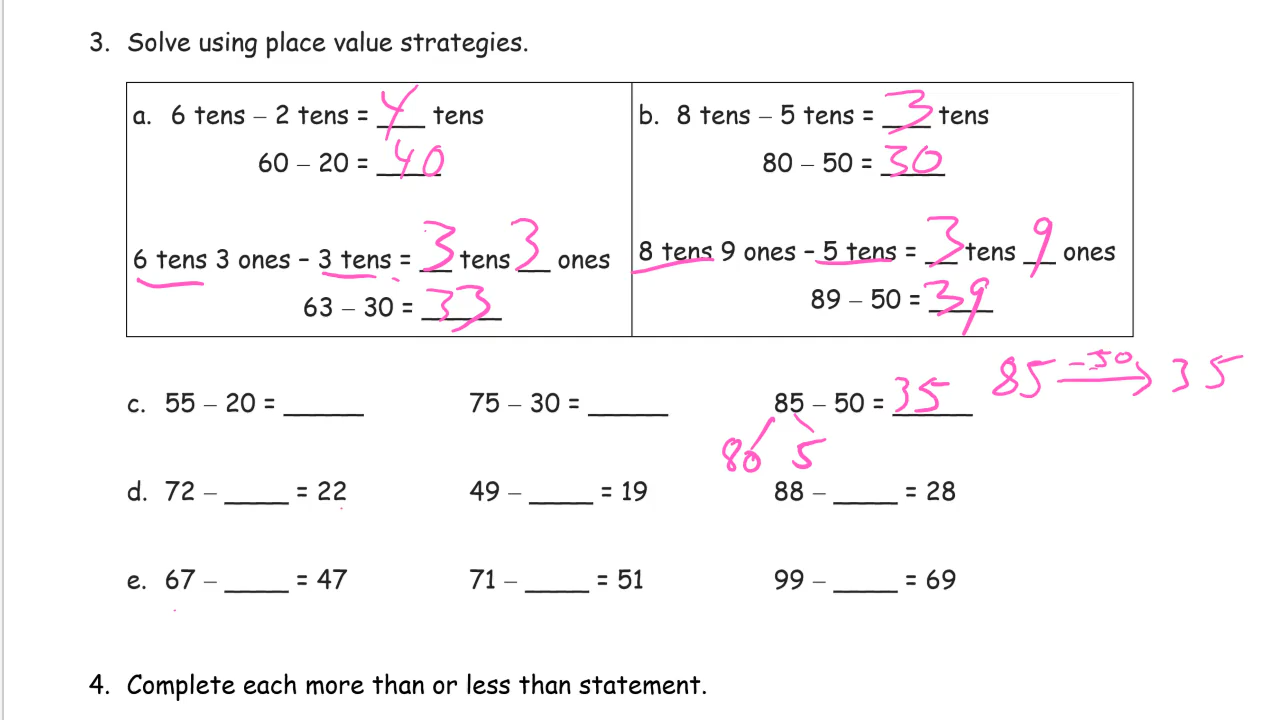 3. Solve using place value strategies.
a. 6 tens – 2 tens = 4 tens
60 – 20 = 40
6 tens 3 ones - 3 tens = 3 tens 3 ones
63 – 30 = 33
b. 8 tens – 5 tens = 3 tens
80 – 50 = 30
8 tens 9 ones - 5 tens = 3 tens 9 ones
89 – 50 = 39
c. 55 – 20 = ______ 75 – 30 = ______ 85 – 50 = 35 85 -50 → 35
80 5
d. 72 – _____ = 22 49 – _____ = 19 88 – _____ = 28
e. 67 – _____ = 47 71 – _____ = 51 99 – _____ = 69
4. Complete each more than or less than statement.